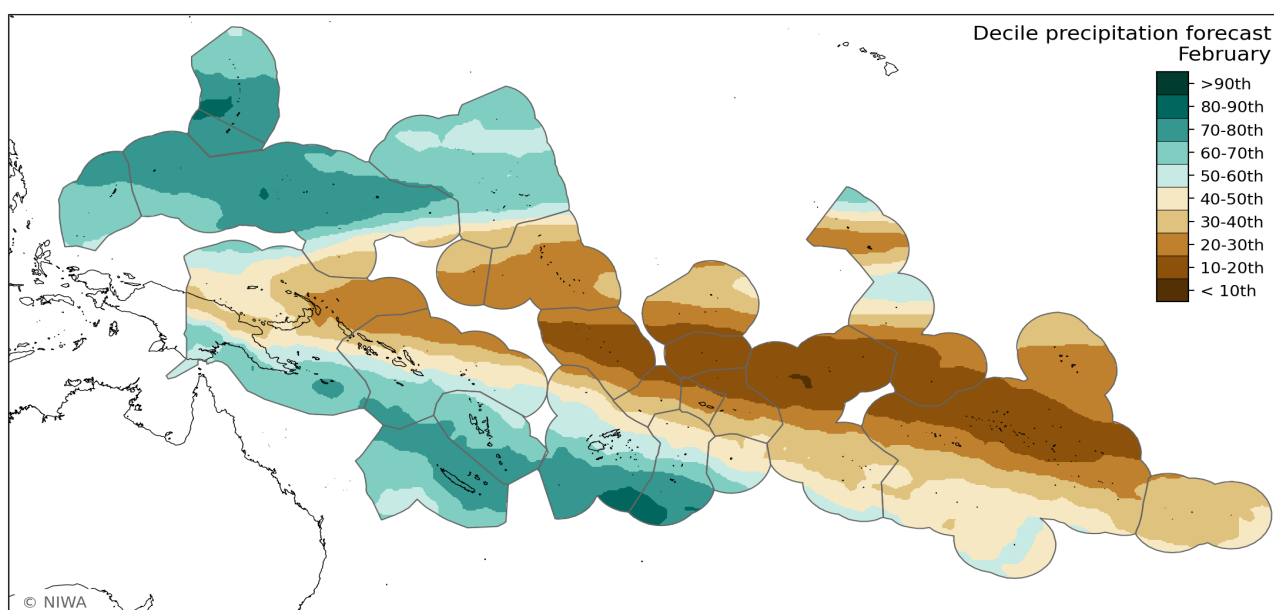 Decile precipitation forecast
February
>90th
80-90th
70-80th
60-70th
50-60th
40-50th
30-40th
20-30th
10-20th
< 10th
© NIWA